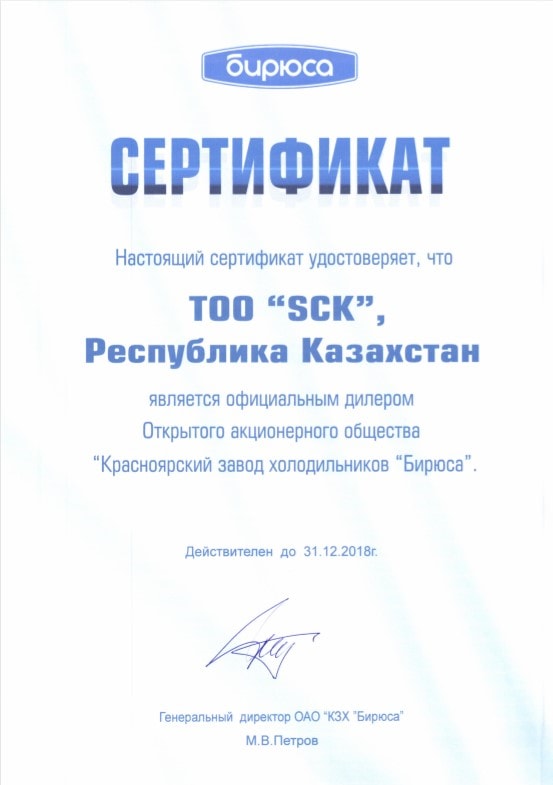 бирюса
СЕРТИФИКАТ
Настоящий сертификат удостоверяет, что
ТОО “SCK”,
Республика Казахстан
является официальным дилером
Открытого акционерного общества
“Красноярский завод холодильников “Бирюса”.
Действителен до 31.12.2018г.
Генеральный директор ОАО “КЗХ ”Бирюса”
М.В.Петров